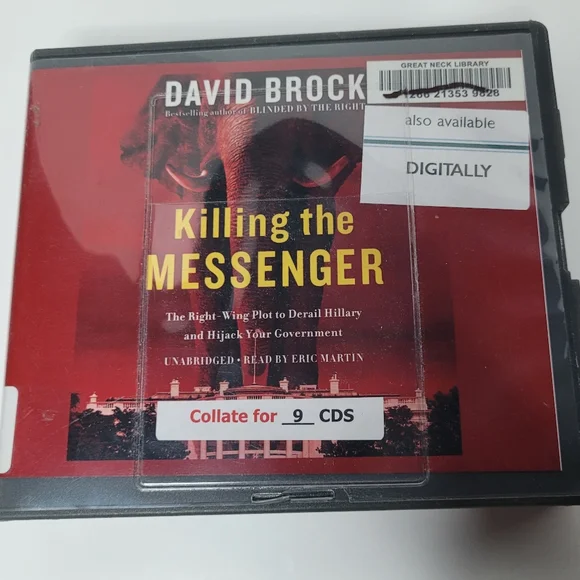 GREAT NECK LIBRARY
21353 9828
also available
DIGITALLY
DAVID BROCK
Bestselling author of BLINDED BY THE RIGHT
Killing the
MESSENGER
The Right-Wing Plot to Derail Hillary
and Hijack Your Government
UNABRIDGED • READ BY ERIC MARTIN
Collate for 9 CDS